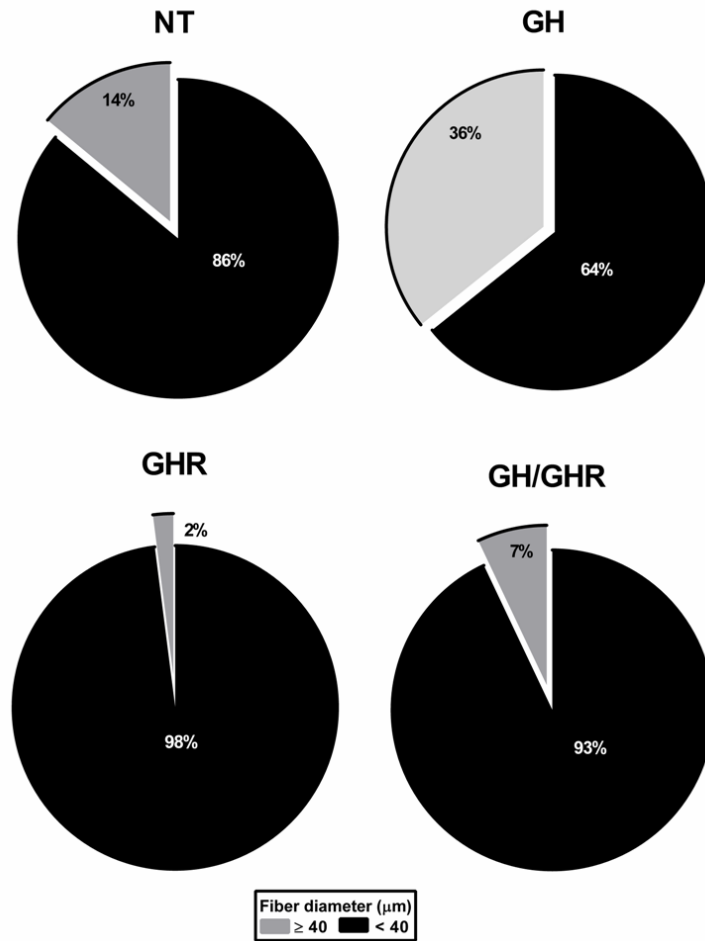 NT
GH
14%
36%
86%
64%
GHR
GH/GHR
2%
7%
98%
93%
Fiber diameter (μm)
≥ 40 < 40